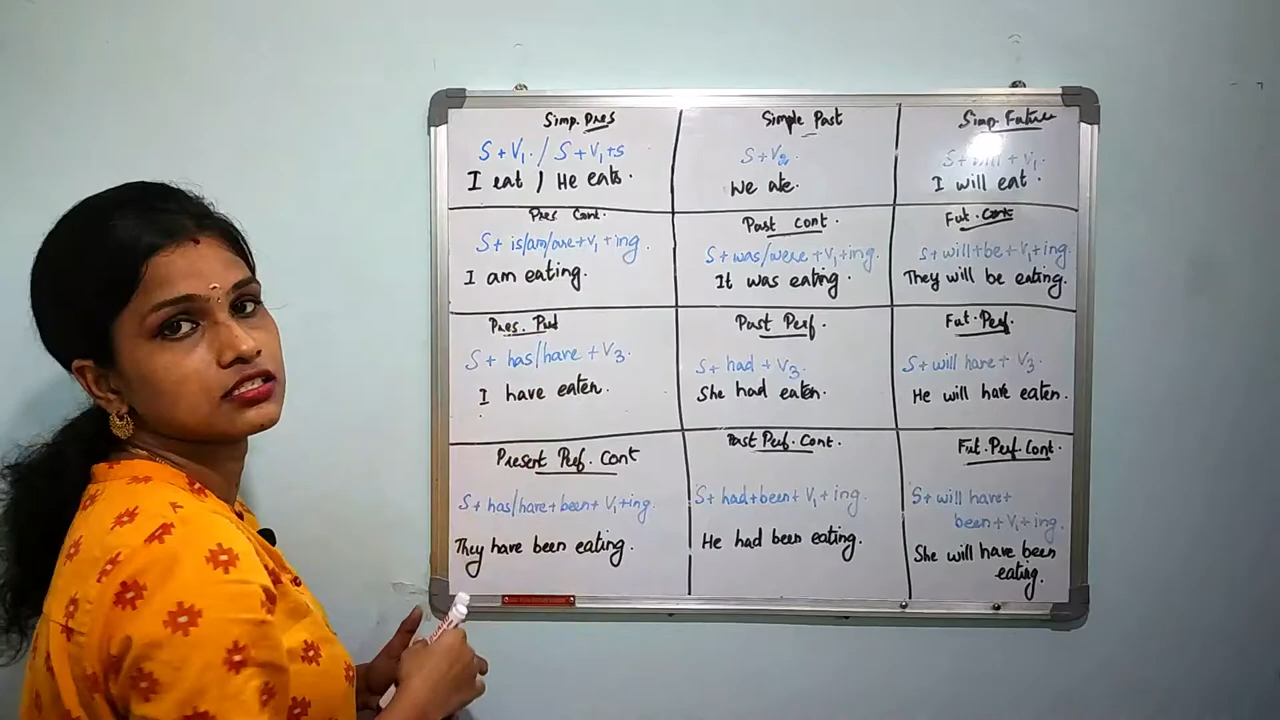 Simp. Pres
S + V1. / S + V1 + s
I eat / He eats.
Simple Past
S + V2
We ate.
Simp. Future
S + will + V1.
I will eat.
Pres Cont.
S + is/am/are + V1 + ing.
I am eating.
Past Cont.
S + was/were + V1 + ing.
It was eating.
Fut. Cont
S + will + be + V1 + ing.
They will be eating.
Pres.
S + has/have + V3.
I have eaten.
Past Perf.
S + had + V3.
She had eaten.
Fut. Perf.
S + will have + V3.
He will have eaten.
Present Perf. Cont
S + has/have + been + V1 + ing.
They have been eating.
Past Perf. Cont.
S + had + been + V1 + ing.
He had been eating.
Fut. Perf. Cont.
S + will have +
been + V1 + ing.
She will have been
eating.